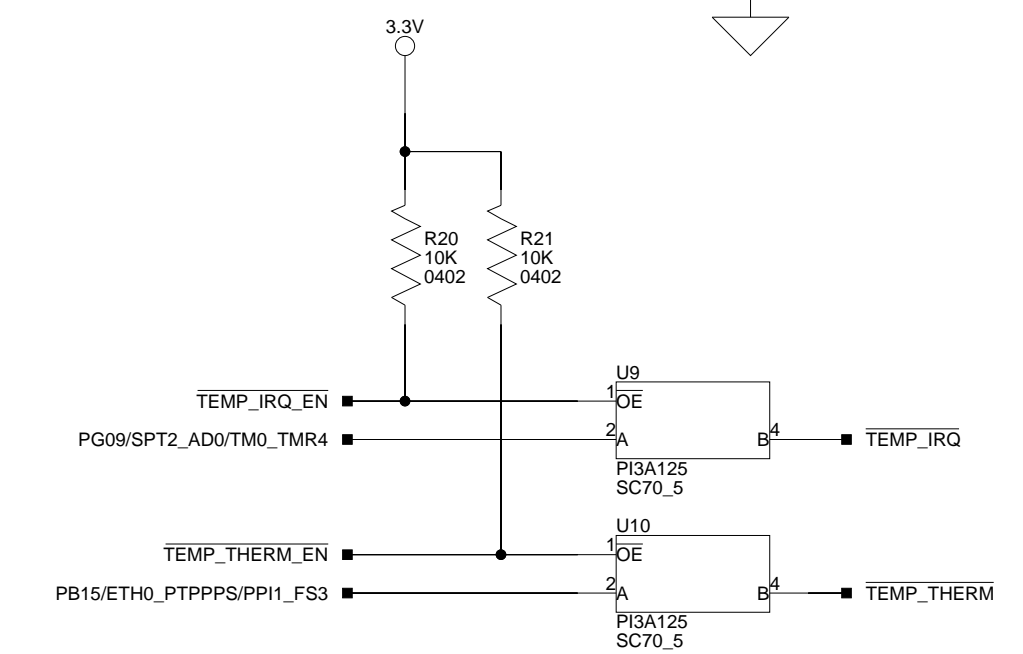 3.3V
R20
10K
0402
R21
10K
0402
U9
TEMP_IRQ_EN
1
OE
PG09/SPT2_AD0/TM0_TMR4
2
A
B
4
TEMP_IRQ
PI3A125
SC70_5
U10
TEMP_THERM_EN
1
OE
PB15/ETH0_PTPPPS/PPI1_FS3
2
A
B
4
TEMP_THERM
PI3A125
SC70_5